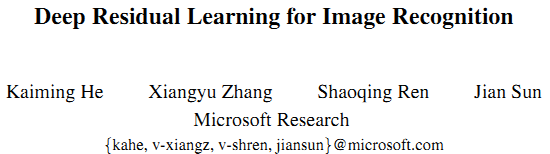 Deep Residual Learning for Image Recognition
Kaiming He Xiangyu Zhang Shaoqing Ren Jian Sun
Microsoft Research
{kahe, v-xiangz, v-shren, jiansun}@microsoft.com